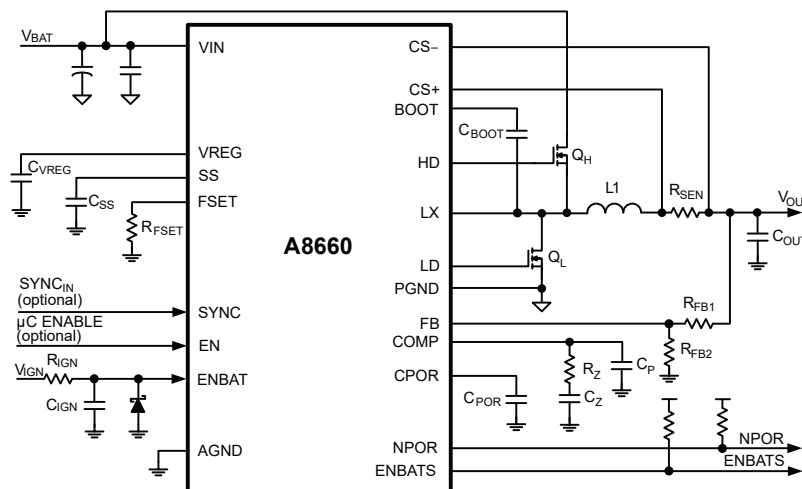 VBAT
VIN
CS−
CS+
BOOT
CBOOT
VREG
CVREG
SS
CSS
FSET
RFSET
HD
QH
LX
L1
RSEN
VOU
COUT
A8660
LD
QL
PGND
SYNCIN
(optional)
SYNC
µC ENABLE
(optional)
EN
FB
RFB1
COMP
RFB2
VIGN
RIGN
ENBAT
CIGN
RZ
CP
CPOR
CZ
CPOR
AGND
NPOR
NPOR
ENBATS
ENBATS